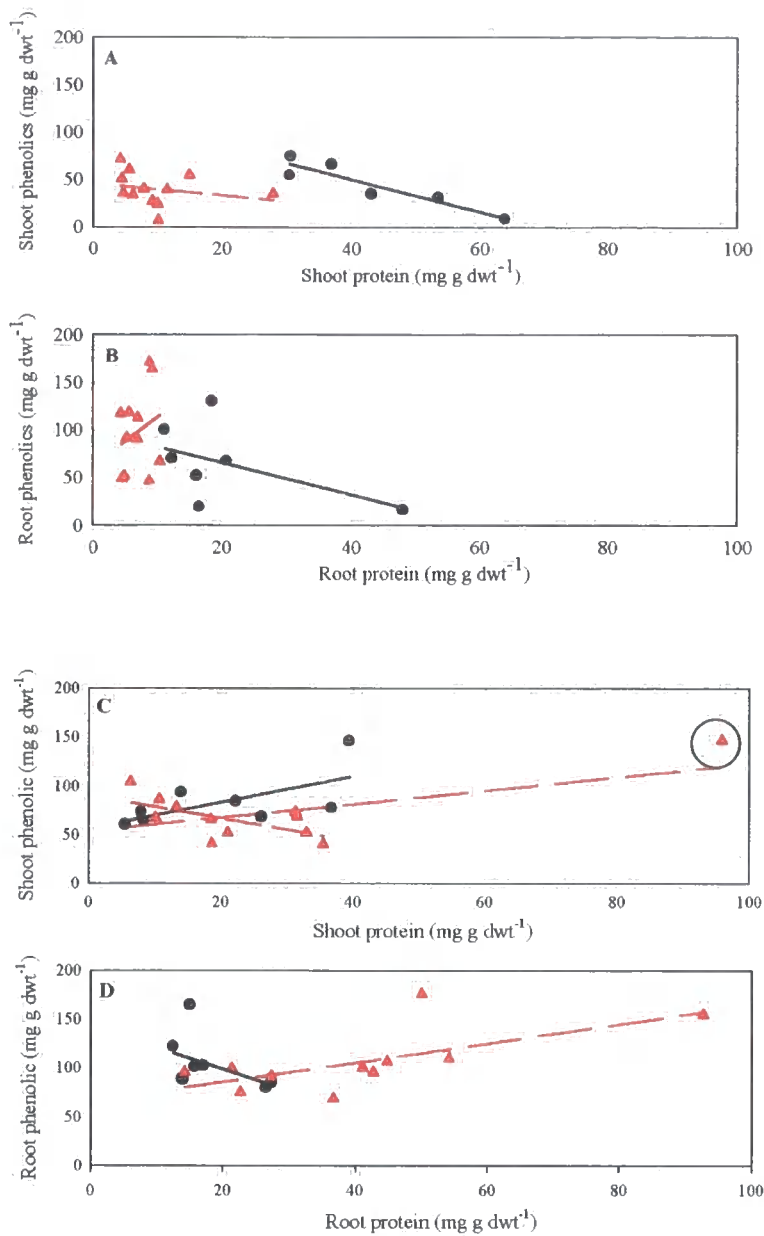 Shoot phenolics (mg g dwt-1)
200
150
100
50
0
A
0 20 40 60 80 100
Shoot protein (mg g dwt-1)
Root phenolics (mg g dwt-1)
200
150
100
50
0
B
0 20 40 60 80 100
Root protein (mg g dwt-1)
Shoot phenolic (mg g dwt-1)
200
150
100
50
0
C
0 20 40 60 80 100
Shoot protein (mg g dwt-1)
Root phenolic (mg g dwt-1)
200
150
100
50
0
D
0 20 40 60 80 100
Root protein (mg g dwt-1)